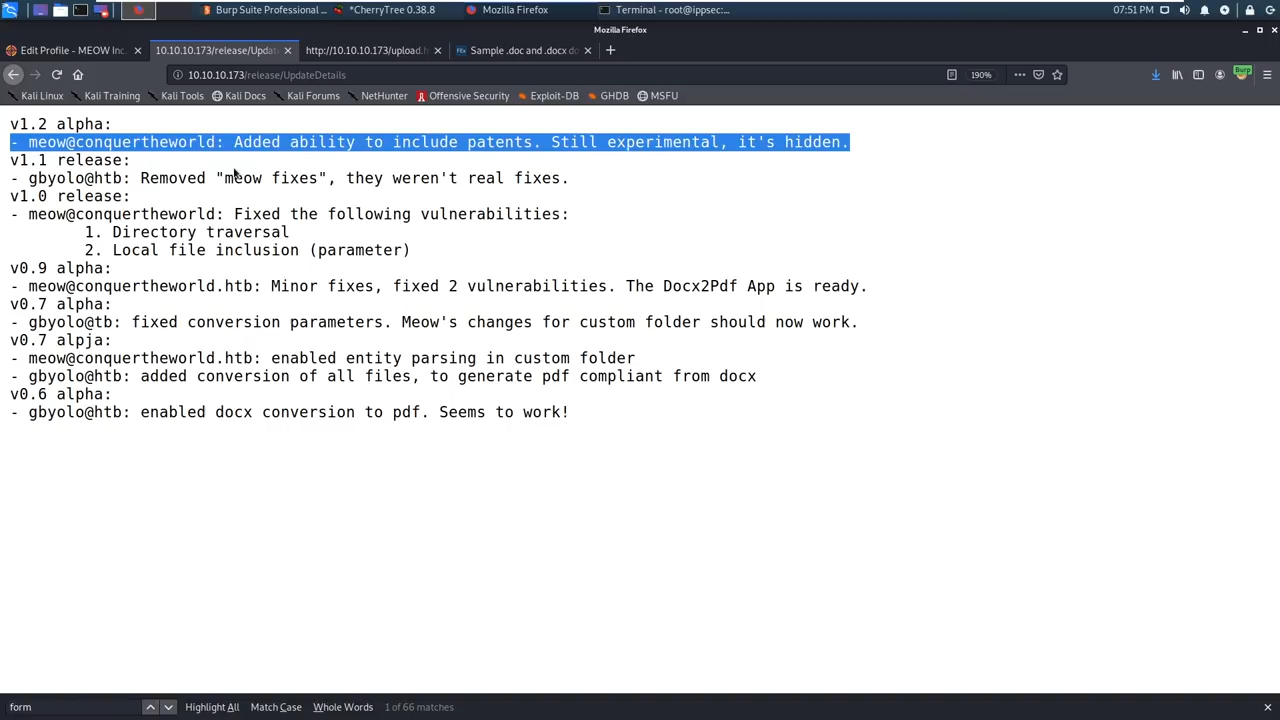 Burp Suite Professional ...
*CherryTree 0.38.8
Mozilla Firefox
Terminal - root@ippsec:...
07:51 PM
Mozilla Firefox
Edit Profile - MEOW Inc.
10.10.10.173/release/Updat
http://10.10.10.173/upload.h
Sample .doc and .docx do
10.10.10.173/release/UpdateDetails
190%
Burp
Kali Linux
Kali Training
Kali Tools
Kali Docs
Kali Forums
NetHunter
Offensive Security
Exploit-DB
GHDB
MSFU
v1.2 alpha:
- meow@conquertheworld: Added ability to include patents. Still experimental, it's hidden.
v1.1 release:
- gbyolo@htb: Removed "meow fixes", they weren't real fixes.
v1.0 release:
- meow@conquertheworld: Fixed the following vulnerabilities:
1. Directory traversal
2. Local file inclusion (parameter)
v0.9 alpha:
- meow@conquertheworld.htb: Minor fixes, fixed 2 vulnerabilities. The Docx2Pdf App is ready.
v0.7 alpha:
- gbyolo@tb: fixed conversion parameters. Meow's changes for custom folder should now work.
v0.7 alpja:
- meow@conquertheworld.htb: enabled entity parsing in custom folder
- gbyolo@htb: added conversion of all files, to generate pdf compliant from docx
v0.6 alpha:
- gbyolo@htb: enabled docx conversion to pdf. Seems to work!
form
Highlight All
Match Case
Whole Words
1 of 66 matches